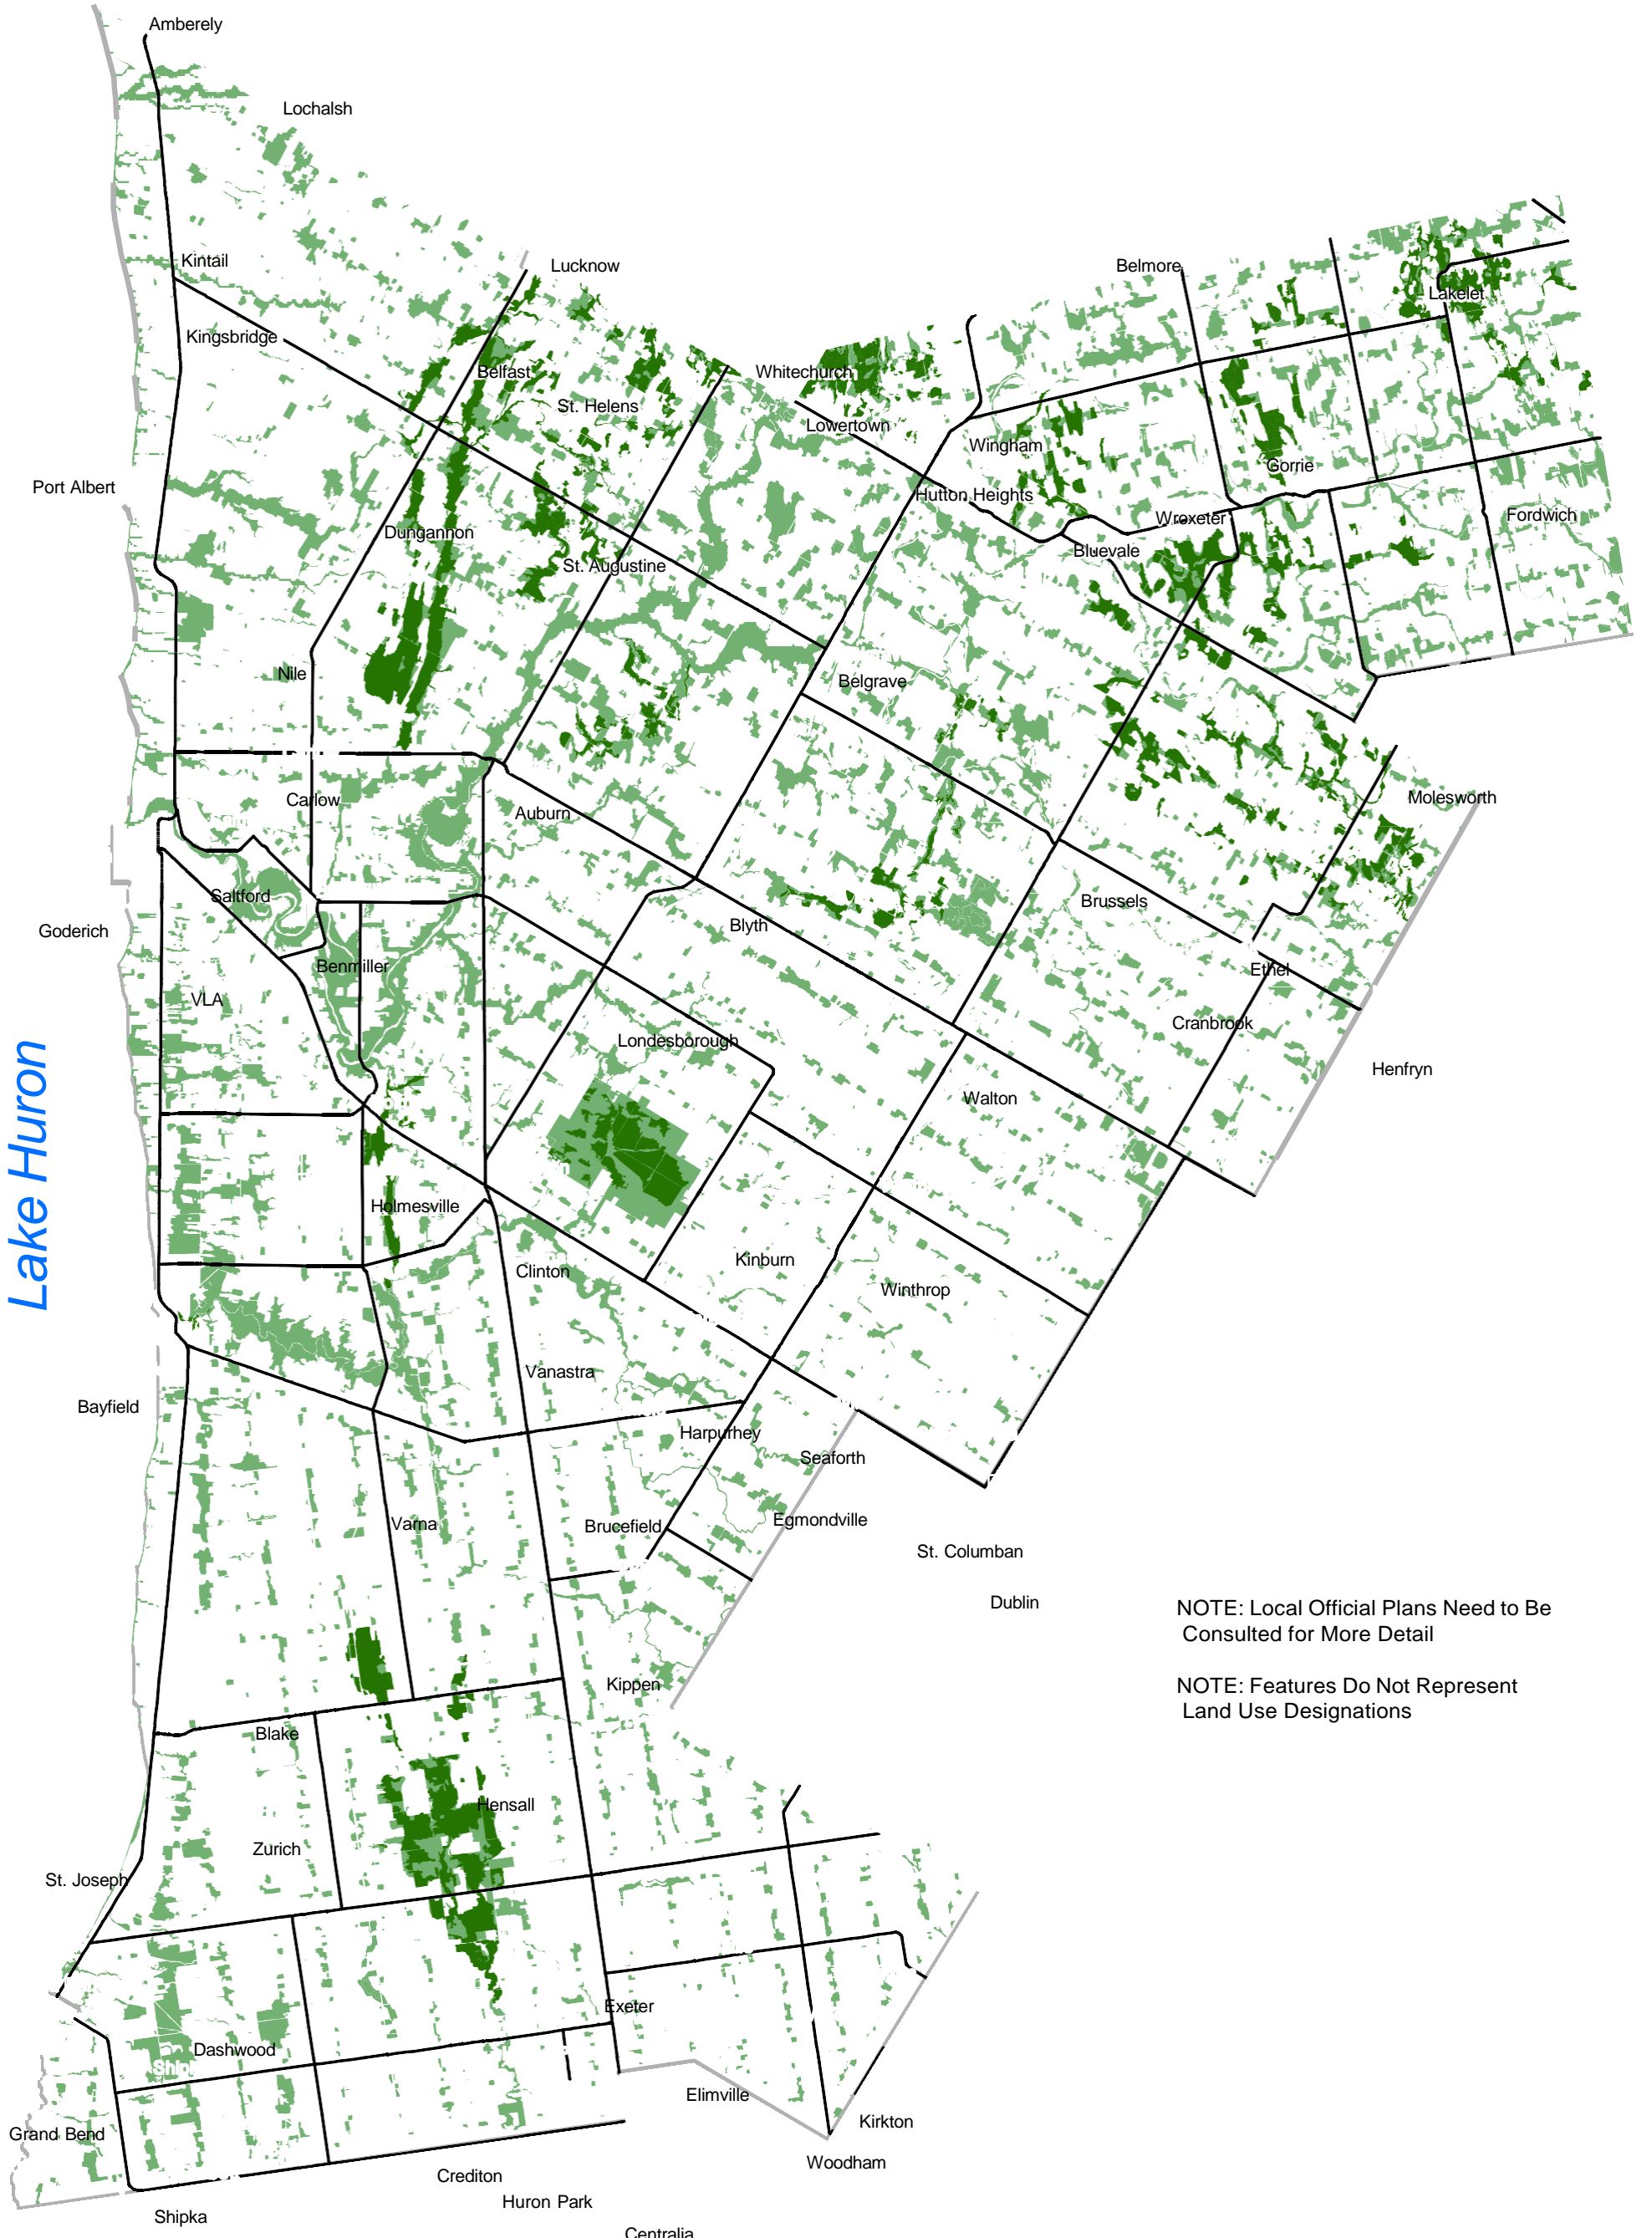 Amberely
Lochalsh
Kintail
Lucknow
Belmore
Lakelet
Kingsbridge
Belfast
Whitechurch
St. Helens
Lowertown
Wingham
Gorrie
Port Albert
Hutton Heights
Wroxeter
Fordwich
Dungannon
Bluevale
St. Augustine
Nile
Belgrave
Carlow
Auburn
Molesworth
Saltford
Brussels
Goderich
Blyth
Benmiller
Ethel
VLA
Cranbrook
Londesborough
Henfryn
Lake Huron
Walton
Holmesville
Clinton
Kinburn
Winthrop
Vanastra
Bayfield
Harpurhey
Seaforth
Varna
Brucefield
Egmondville
St. Columban
Dublin
NOTE: Local Official Plans Need to Be
Consulted for More Detail
Kippen
NOTE: Features Do Not Represent
Land Use Designations
Blake
Hensall
Zurich
St. Joseph
Exeter
Dashwood
Ship
Elimville
Grand Bend
Kirkton
Woodham
Crediton
Huron Park
Shipka
Centralia